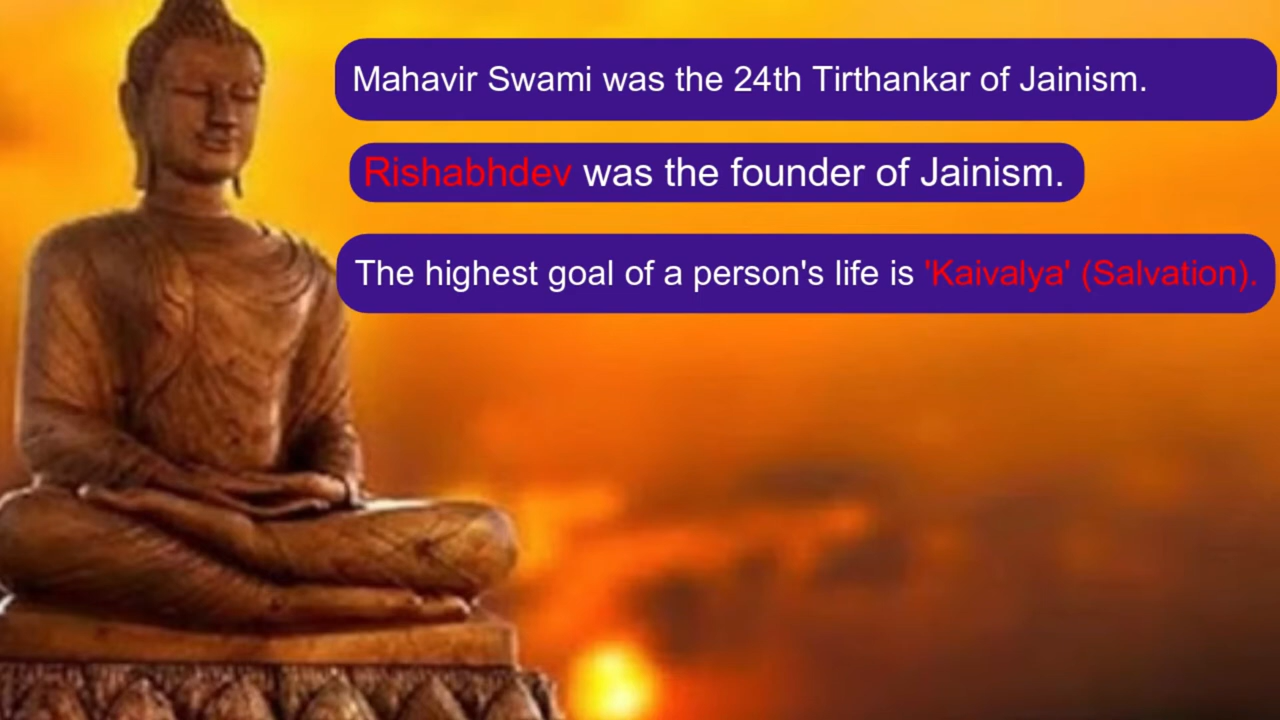 Mahavir Swami was the 24th Tirthankar of Jainism.
Rishabhdev was the founder of Jainism.
The highest goal of a person's life is 'Kaivalya' (Salvation).